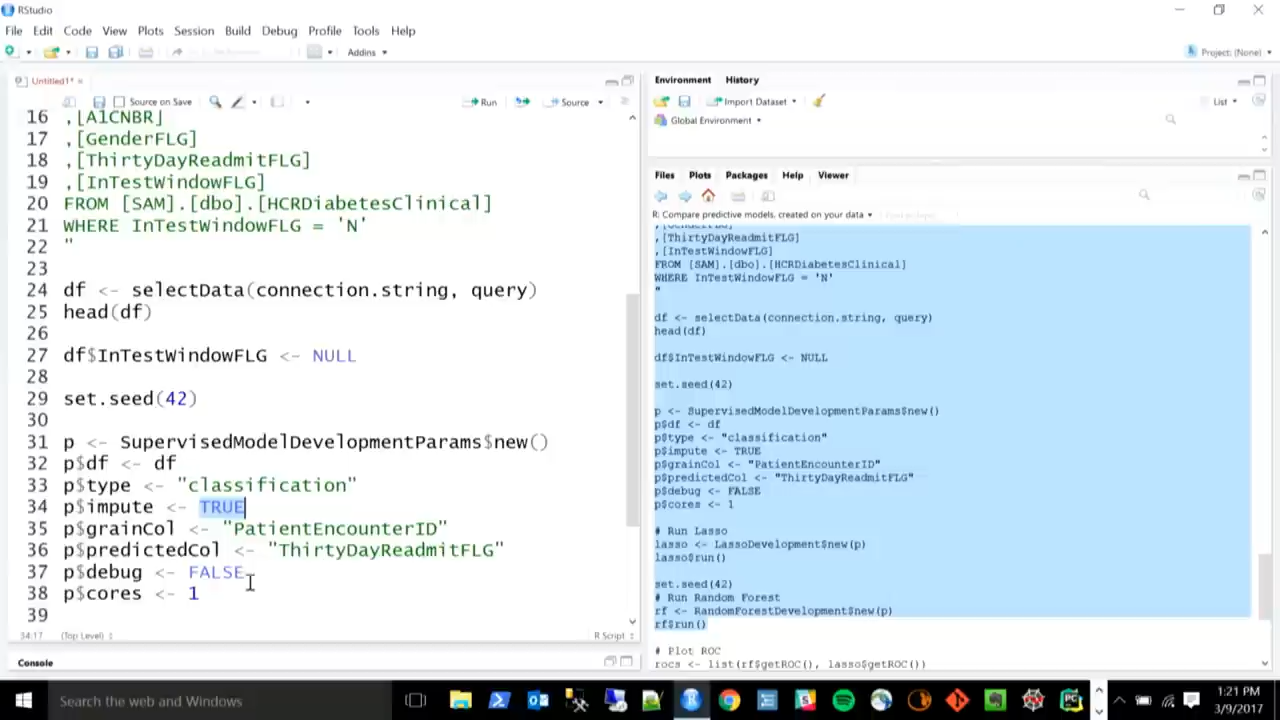 RStudio
File Edit Code View Plots Session Build Debug Profile Tools Help
Addins
Project: (None)
Untitled1*
Source on Save
Run
Source
16 ,[A1CNBR]
17 ,[GenderFLG]
18 ,[ThirtyDayReadmitFLG]
19 ,[InTestWindowFLG]
20 FROM [SAM].[dbo].[HCRDiabetesClinical]
21 WHERE InTestWindowFLG = 'N'
22 "
23
24 df <- selectData(connection.string, query)
25 head(df)
26
27 df$InTestWindowFLG <- NULL
28
29 set.seed(42)
30
31 p <- SupervisedModelDevelopmentParams$new()
32 p$df <- df
33 p$type <- "classification"
34 p$impute <- TRUE
35 p$grainCol <- "PatientEncounterID"
36 p$predictedCol <- "ThirtyDayReadmitFLG"
37 p$debug <- FALSE
38 p$cores <- 1
39
34:17 (Top Level) R Script
Console
Environment History
Import Dataset
List
Global Environment
Files Plots Packages Help Viewer
R: Compare predictive models, created on your data
,[ThirtyDayReadmitFLG]
,[InTestWindowFLG]
FROM [SAM].[dbo].[HCRDiabetesClinical]
WHERE InTestWindowFLG = 'N'
"
df <- selectData(connection.string, query)
head(df)
df$InTestWindowFLG <- NULL
set.seed(42)
p <- SupervisedModelDevelopmentParams$new()
p$df <- df
p$type <- "classification"
p$impute <- TRUE
p$grainCol <- "PatientEncounterID"
p$predictedCol <- "ThirtyDayReadmitFLG"
p$debug <- FALSE
p$cores <- 1
# Run Lasso
lasso <- LassoDevelopment$new(p)
lasso$run()
set.seed(42)
# Run Random Forest
rf <- RandomForestDevelopment$new(p)
rf$run()
# Plot ROC
rocs <- list(rf$getROC(), lasso$getROC())
Search the web and Windows
1:21 PM
3/9/2017